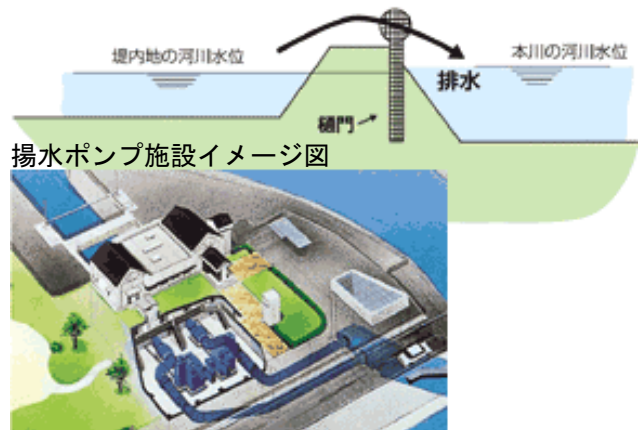 堤内地の河川水位
本川の河川水位
排水
樋門
揚水ポンプ施設イメージ図